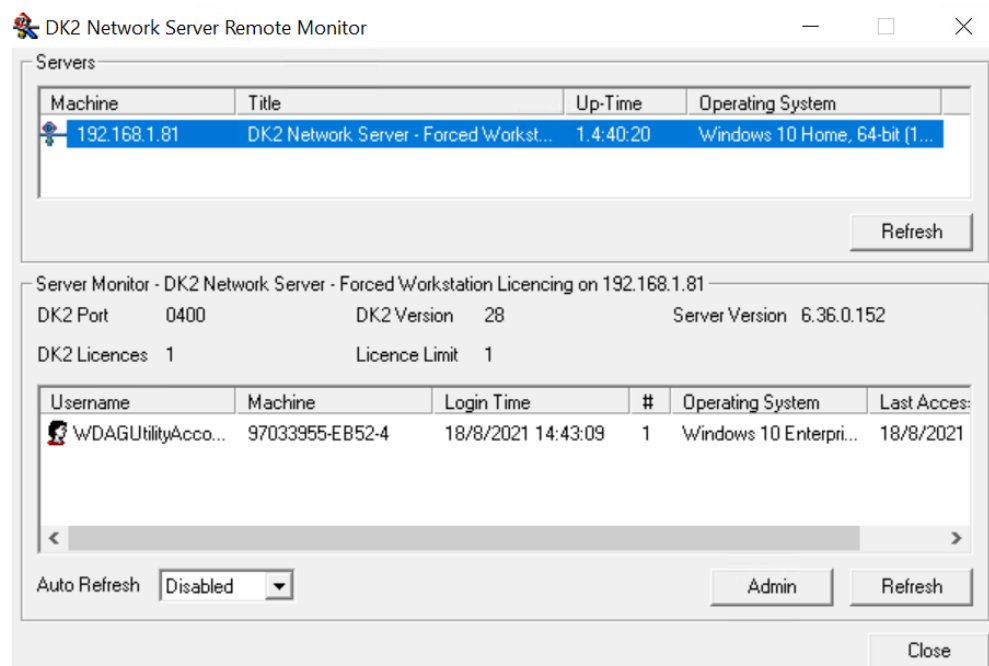 DK2 Network Server Remote Monitor
Servers
Machine Title Up-Time Operating System
192.168.1.81 DK2 Network Server - Forced Workst... 1.4:40:20 Windows 10 Home, 64-bit (1...
Refresh
Server Monitor - DK2 Network Server - Forced Workstation Licencing on 192.168.1.81
DK2 Port 0400 DK2 Version 28 Server Version 6.36.0.152
DK2 Licences 1 Licence Limit 1
Username Machine Login Time # Operating System Last Acces
WDAGUtilityAcco... 97033955-EB52-4 18/8/2021 14:43:09 1 Windows 10 Enterpri... 18/8/2021
Auto Refresh Disabled Admin Refresh
Close